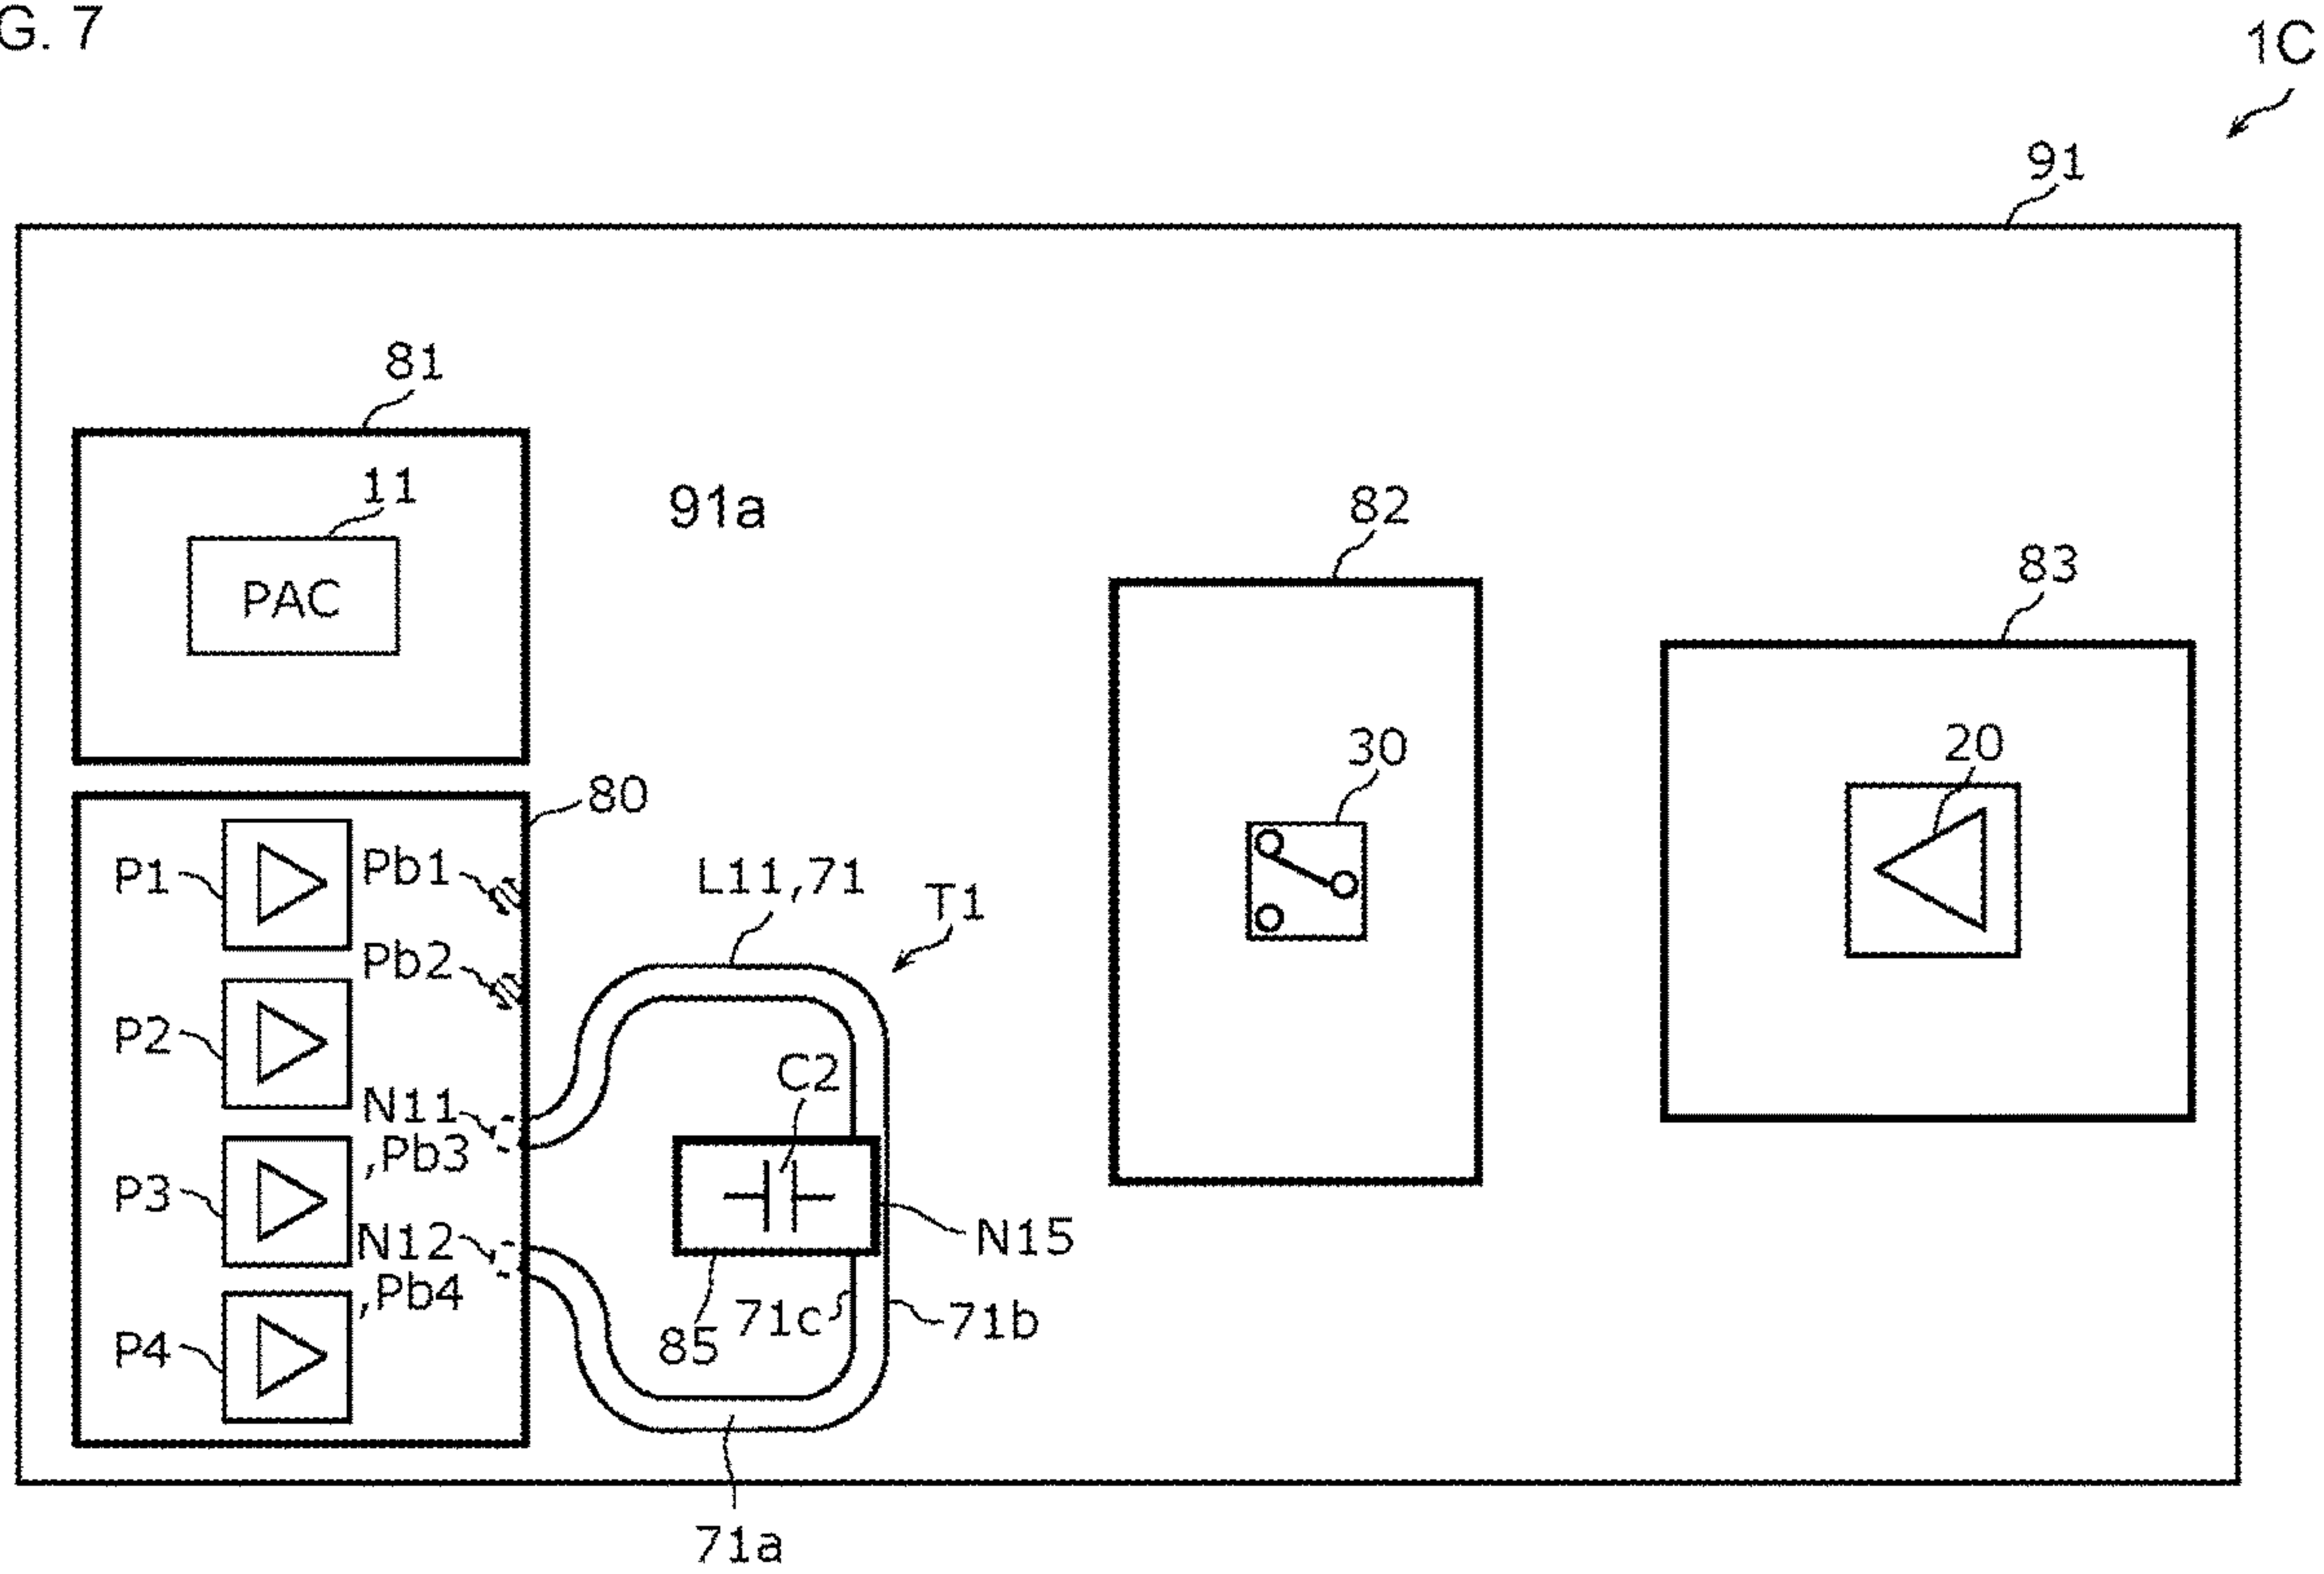 G. 7
1C
91
81
11
91a
PAC
82
83
30
20
80
P1
Pb1
L11,71
T1
Pb2
P2
C2
N11
,Pb3
P3
N12
,Pb4
N15
71c
71b
85
P4
71a